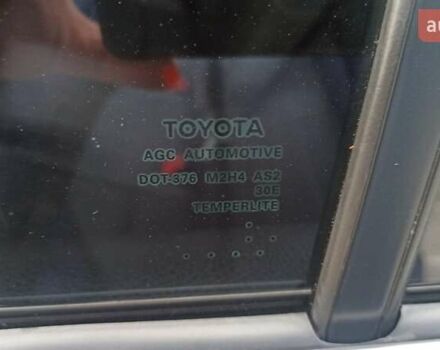 TOYOTA
AGC AUTOMOTIVE
DOT-376 M2H4 AS2
30E
TEMPERLITE